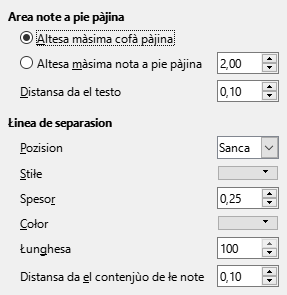 Area note a pie pàjina
Altesa màsima cofà pàjina
Altesa màsima nota a pie pàjina 2,00
Distansa da el testo 0,10
Łinea de separasion
Pozision Sanca
Stiłe
Spesor 0,25
Cołor
Łunghesa 100
Distansa da el contenjùo de łe note 0,10